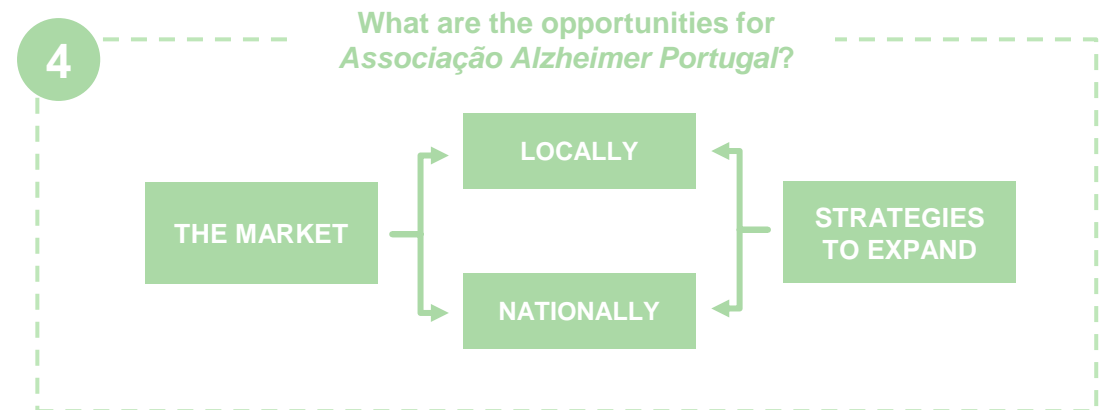 4
What are the opportunities for
Associação Alzheimer Portugal?
LOCALLY
THE MARKET
STRATEGIES
TO EXPAND
NATIONALLY